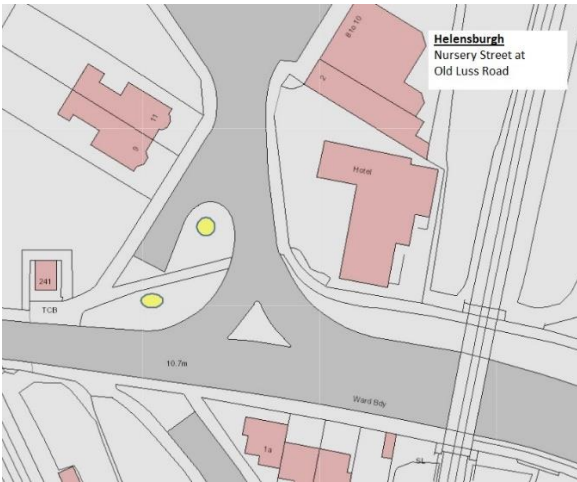 Helensburgh
Nursery Street at
Old Luss Road
8 to 10
2
11
9
Hotel
241
TCB
10.7m
Ward Bdy
1a
SL